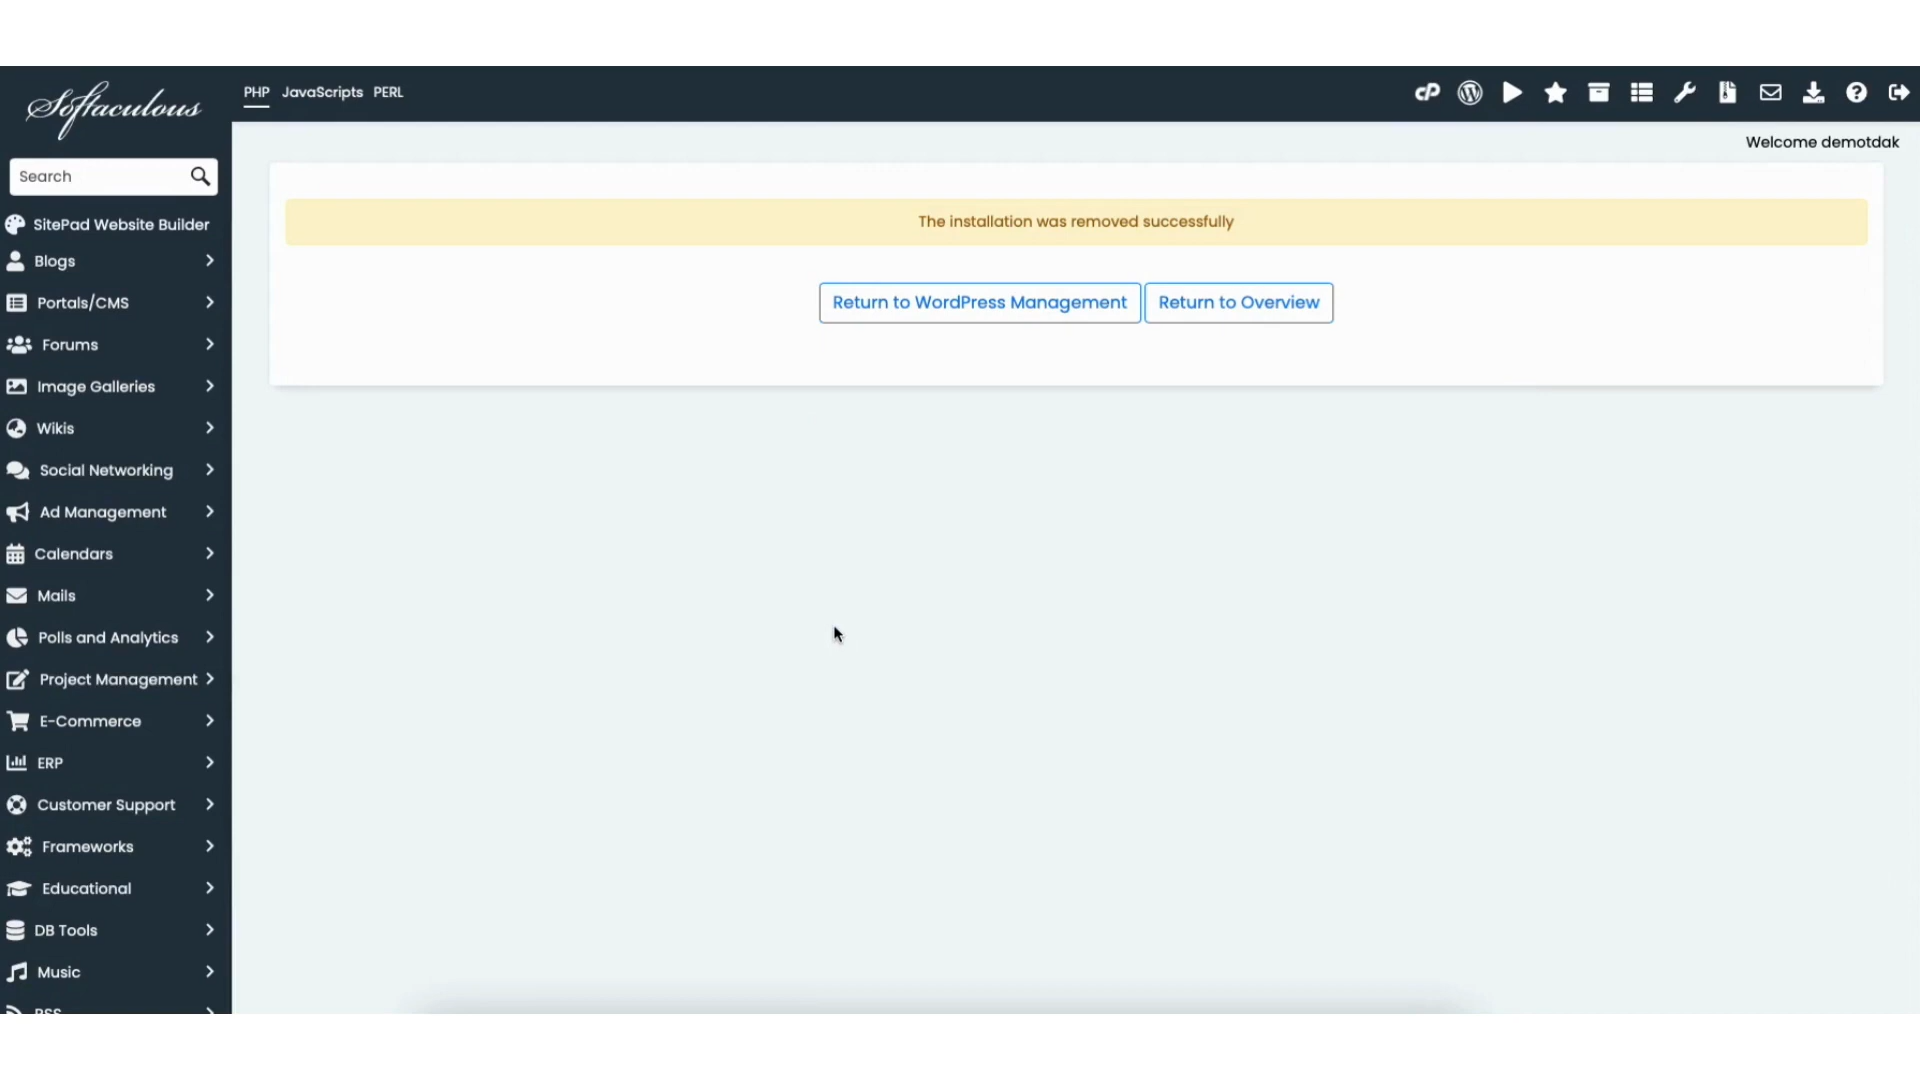 Softaculous
PHP JavaScripts PERL
cP
Welcome demotdak
Search
SitePad Website Builder
Blogs
Portals/CMS
Forums
Image Galleries
Wikis
Social Networking
Ad Management
Calendars
Mails
Polls and Analytics
Project Management
E-Commerce
ERP
Customer Support
Frameworks
Educational
DB Tools
Music
RSS
The installation was removed successfully
Return to WordPress Management
Return to Overview